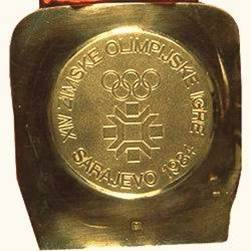 XIV ZIMSKE OLIMPIJSKE IGRE
SARAJEVO 1984